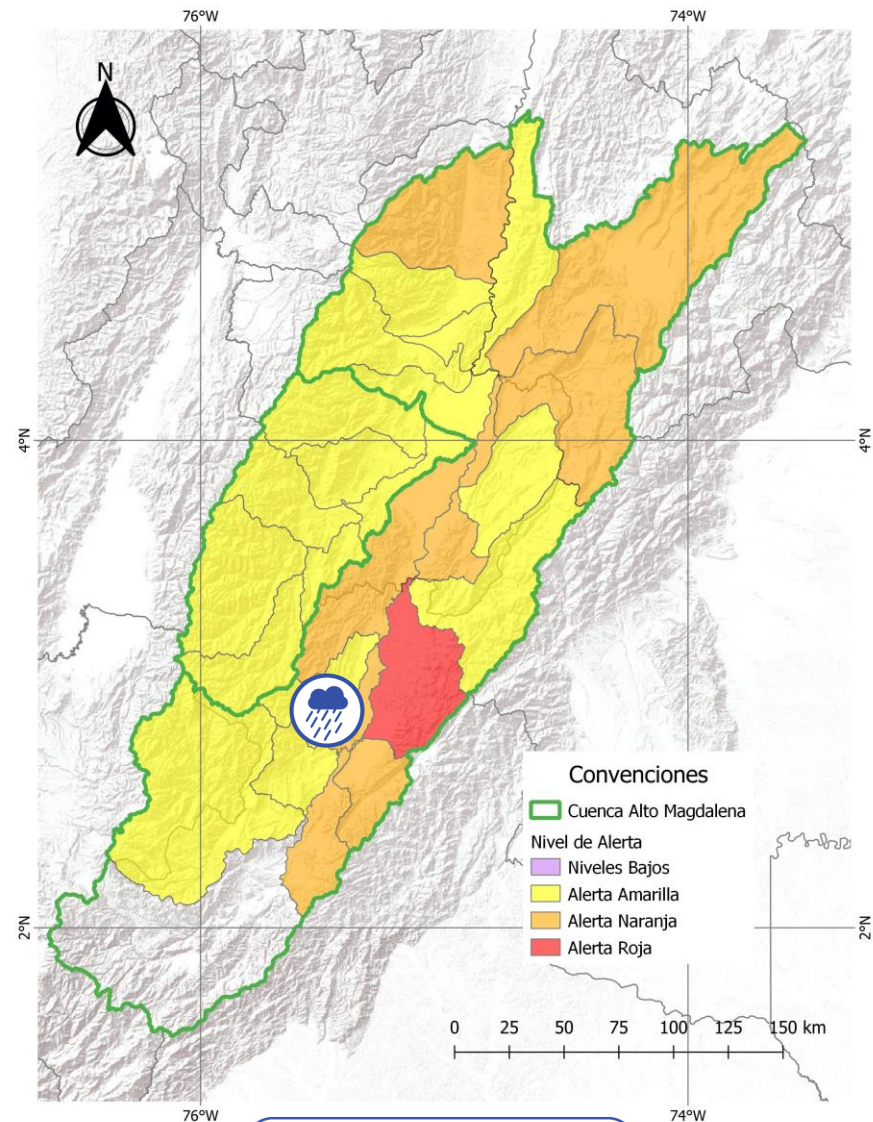 76°W 74°W
N
4°N 4°N
2°N 2°N
Convenciones
Cuenca Alto Magdalena
Nivel de Alerta
Niveles Bajos
Alerta Amarilla
Alerta Naranja
Alerta Roja
0 25 50 75 100 125 150 km
76°W 74°W